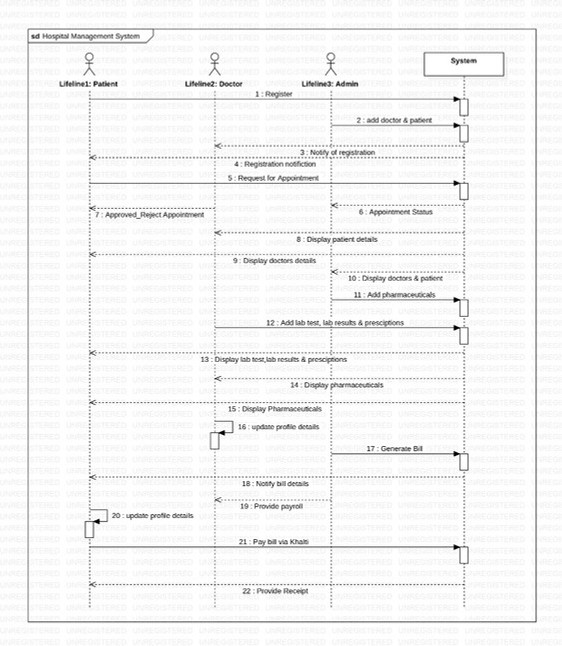 sd Hospital Management System
System
Lifeline1: Patient
Lifeline2: Doctor
Lifeline3: Admin
1 : Register
2 : add doctor & patient
3 : Notify of registration
4 : Registration notifiction
5 : Request for Appointment
6 : Appointment Status
7 : Approved_Reject Appointment
8 : Display patient details
9 : Display doctors details
10 : Display doctors & patient
11 : Add pharmaceuticals
12 : Add lab test, lab results & presciptions
13 : Display lab test,lab results & presciptions
14 : Display pharmaceuticals
15 : Display Pharmaceuticals
16 : update profile details
17 : Generate Bill
18 : Notify bill details
19 : Provide payroll
20 : update profile details
21 : Pay bill via Khalti
22 : Provide Receipt